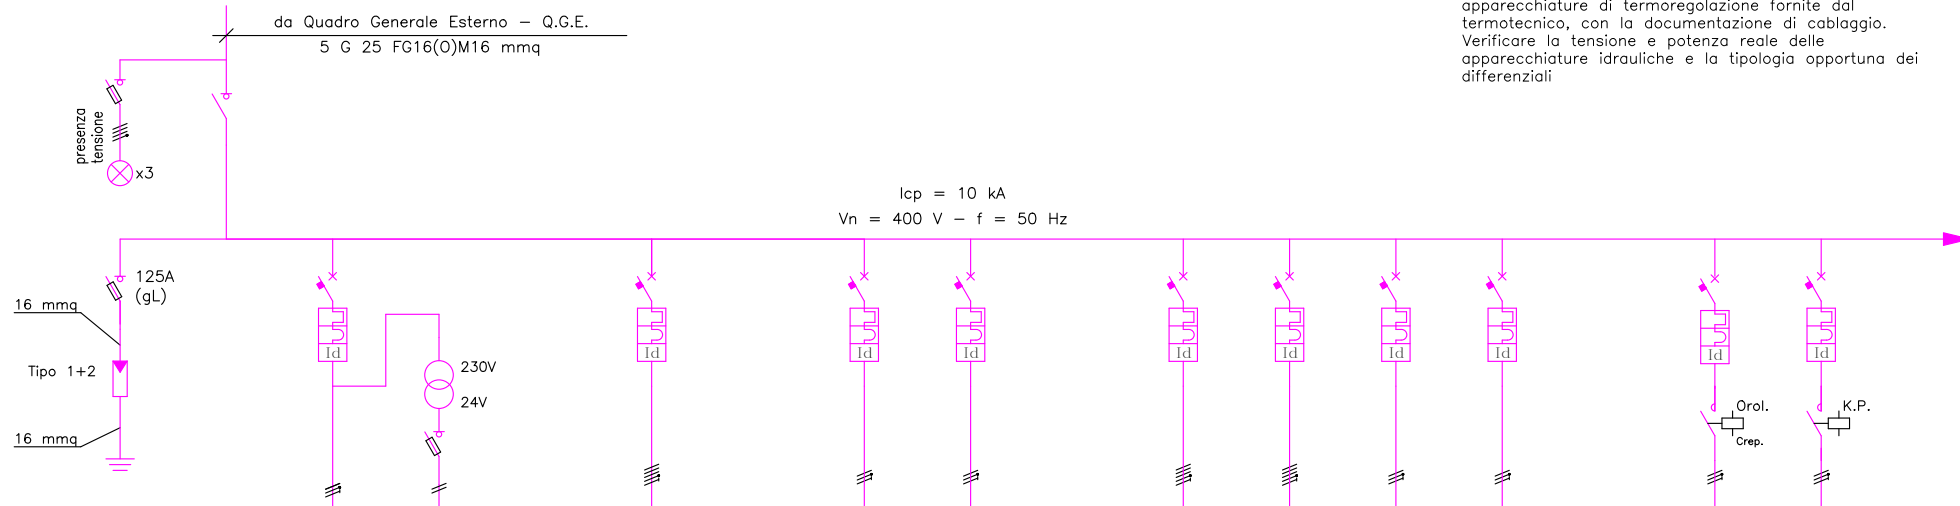 da Quadro Generale Esterno – Q.G.E.
5 G 25 FG16(O)M16 mmq
apparecchiature di termoregolazione fornite dal
termotecnico, con la documentazione di cablaggio.
Verificare la tensione e potenza reale delle
apparecchiature idrauliche e la tipologia opportuna dei
differenziali
presenza
tensione
x3
Icp = 10 kA
Vn = 400 V – f = 50 Hz
125A
(gL)
16 mmq
Tipo 1+2
16 mmq
Id
230V
24V
Id
Id
Id
Id
Id
Id
Id
Id
Id
Orol.
Crep.
K.P.